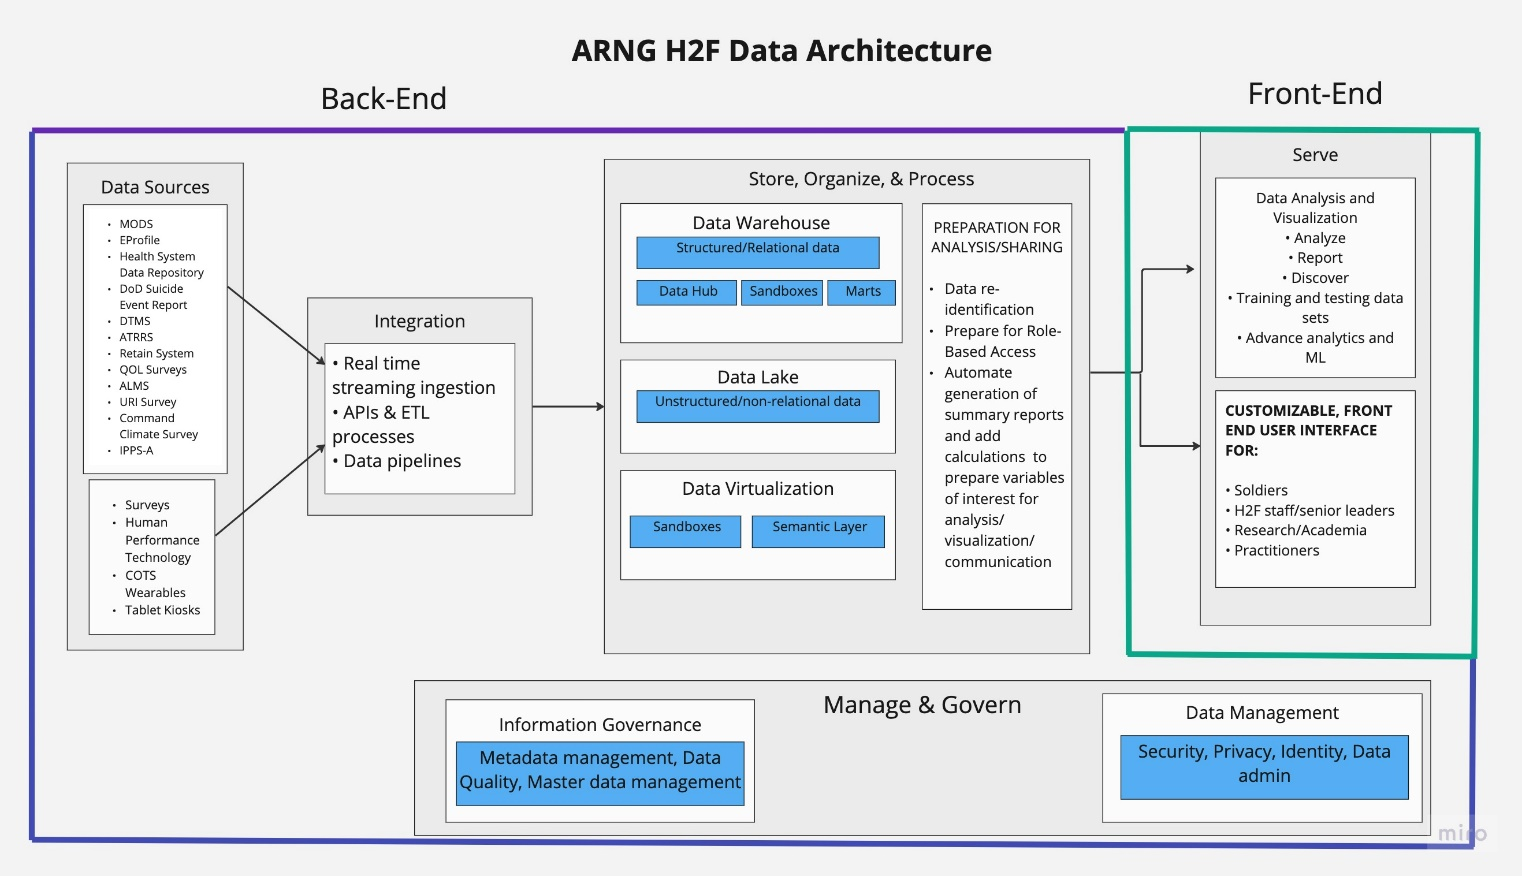 ARNG H2F Data Architecture
Back-End
Front-End
Data Sources
• MODS
• EProfile
• Health System
Data Repository
• DoD Suicide
Event Report
• DTMS
• ATRRS
• Retain System
• QOL Surveys
• ALMS
• URI Survey
• Command
Climate Survey
• IPPS-A
• Surveys
• Human
Performance
Technology
• COTS
Wearables
• Tablet Kiosks
Integration
• Real time
streaming ingestion
• APIs & ETL
processes
• Data pipelines
Store, Organize, & Process
Data Warehouse
Structured/Relational data
Data Hub
Sandboxes
Marts
Data Lake
Unstructured/non-relational data
Data Virtualization
Sandboxes
Semantic Layer
PREPARATION FOR
ANALYSIS/SHARING
• Data re-
identification
• Prepare for Role-
Based Access
• Automate
generation of
summary reports
and add
calculations to
prepare variables
of interest for
analysis/
visualization/
communication
Serve
Data Analysis and
Visualization
• Analyze
• Report
• Discover
• Training and testing data
sets
• Advance analytics and
ML
CUSTOMIZABLE, FRONT
END USER INTERFACE
FOR:
• Soldiers
• H2F staff/senior leaders
• Research/Academia
• Practitioners
Manage & Govern
Information Governance
Metadata management, Data
Quality, Master data management
Data Management
Security, Privacy, Identity, Data
admin
miro